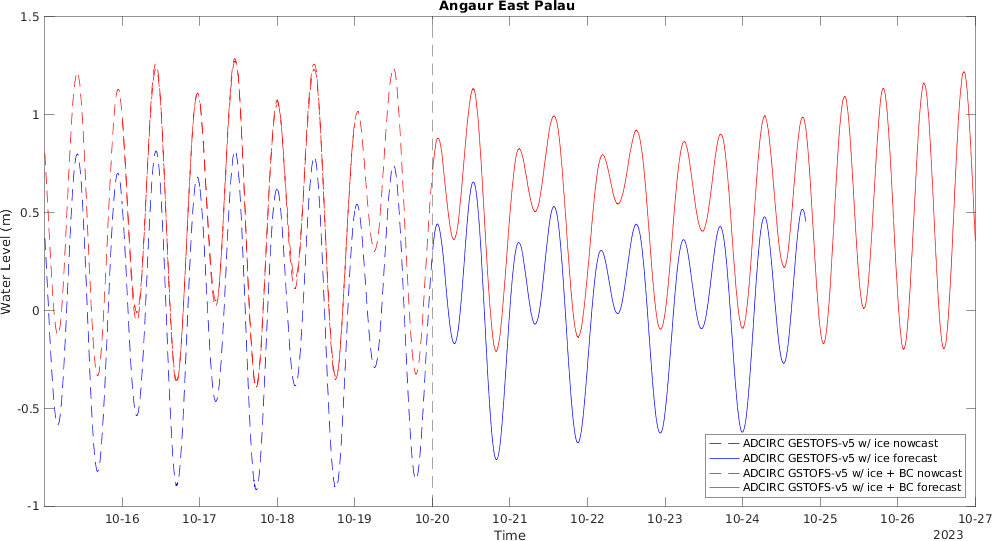 Angaur East Palau
Water Level (m)
1.5
1
0.5
0
-0.5
-1
10-16 10-17 10-18 10-19 10-20 10-21 10-22 10-23 10-24 10-25 10-26 10-27
Time
2023
ADCIRC GESTOFS-v5 w/ ice nowcast
ADCIRC GESTOFS-v5 w/ ice forecast
ADCIRC GSTOFS-v5 w/ ice + BC nowcast
ADCIRC GSTOFS-v5 w/ ice + BC forecast